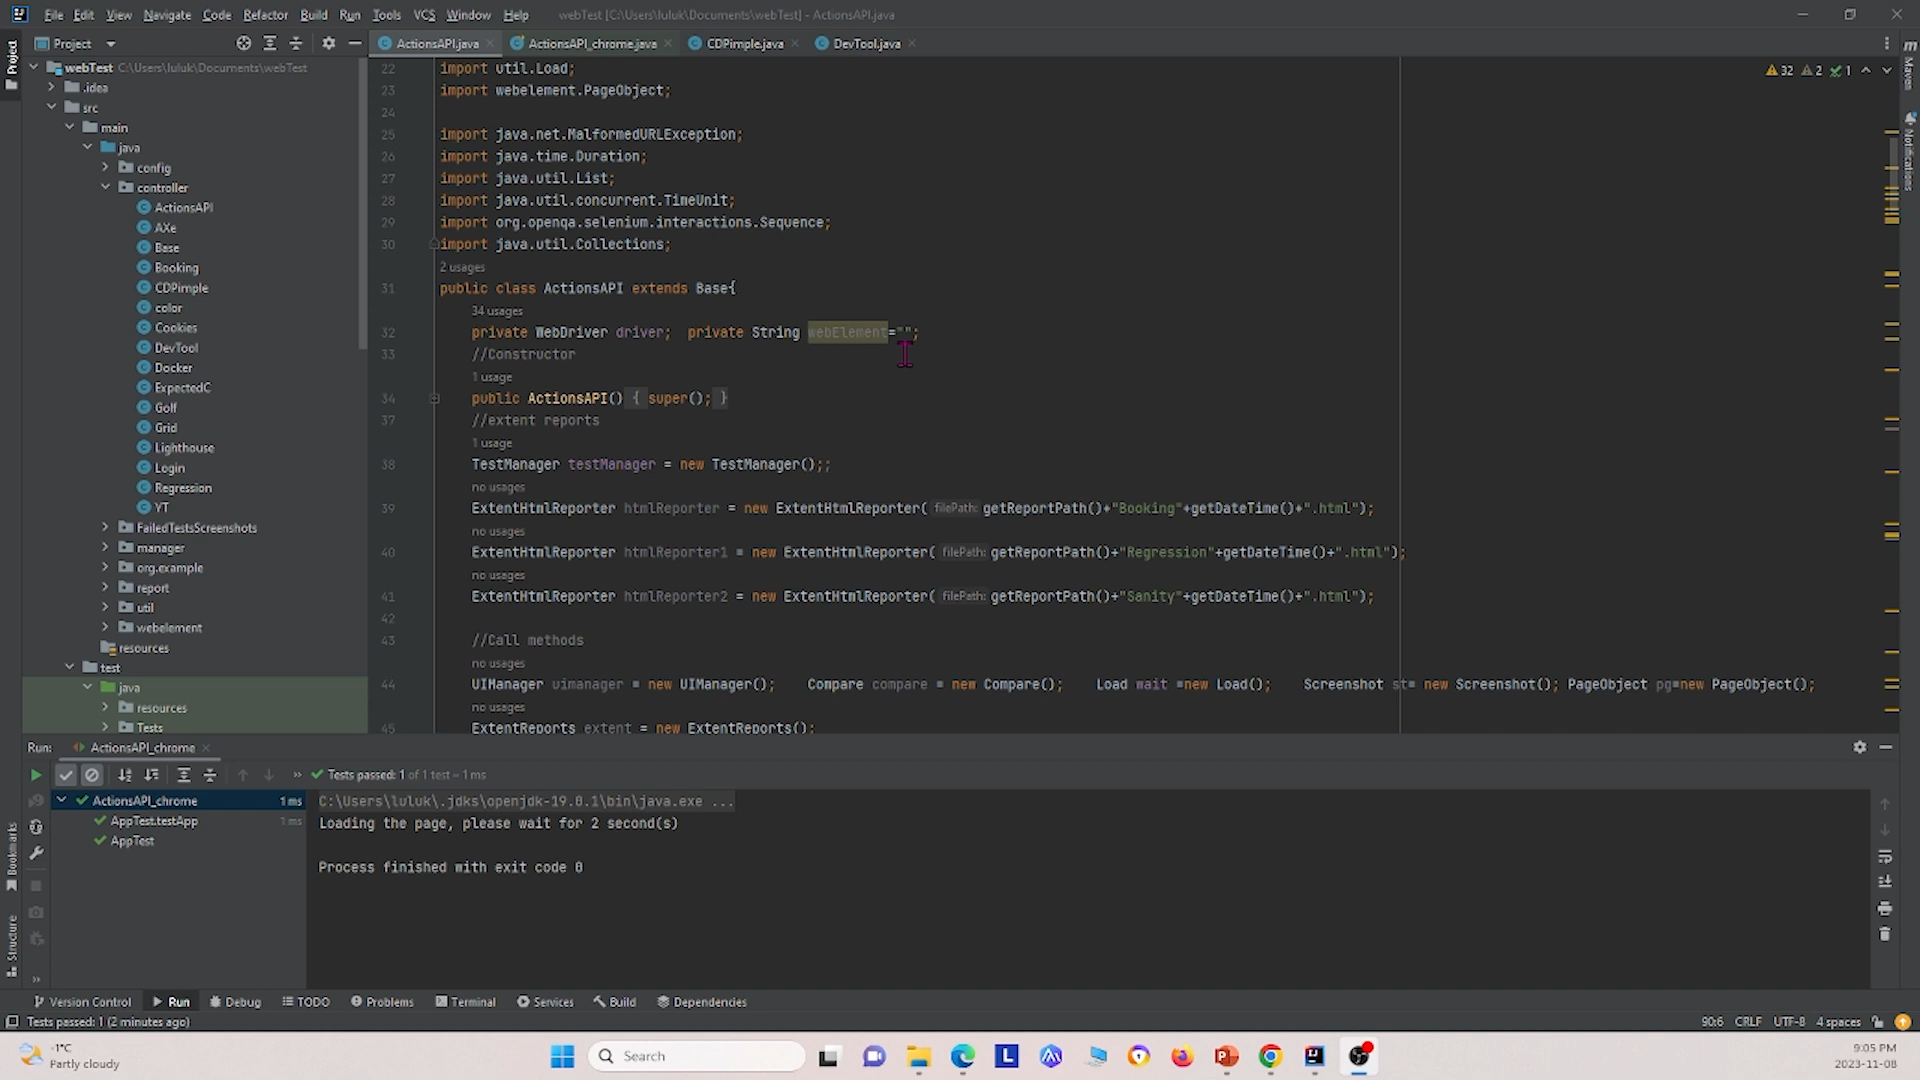 File Edit View Navigate Code Refactor Build Run Tools VCS Window Help webTest [C:\Users\luluk\Documents\webTest] - ActionsAPI.java
Project
ActionsAPI.java ActionsAPI_chrome.java CDPimple.java DevTool.java
Project
webTest C:\Users\luluk\Documents\webTest
.idea
src
main
java
config
controller
ActionsAPI
AXe
Base
Booking
CDPimple
color
Cookies
DevTool
Docker
ExpectedC
Golf
Grid
Lighthouse
Login
Regression
YT
FailedTestsScreenshots
manager
org.example
report
util
webelement
resources
test
java
resources
Tests
32 2 1
22 import util.Load;
23 import webelement.PageObject;
24
25 import java.net.MalformedURLException;
26 import java.time.Duration;
27 import java.util.List;
28 import java.util.concurrent.TimeUnit;
29 import org.openqa.selenium.interactions.Sequence;
30 import java.util.Collections;
2 usages
31 public class ActionsAPI extends Base{
34 usages
32 private WebDriver driver; private String webElement="";
33 //Constructor
1 usage
34 public ActionsAPI() { super(); }
37 //extent reports
1 usage
38 TestManager testManager = new TestManager();;
no usages
39 ExtentHtmlReporter htmlReporter = new ExtentHtmlReporter( filePath: getReportPath()+"Booking"+getDateTime()+".html");
no usages
40 ExtentHtmlReporter htmlReporter1 = new ExtentHtmlReporter( filePath: getReportPath()+"Regression"+getDateTime()+".html");
no usages
41 ExtentHtmlReporter htmlReporter2 = new ExtentHtmlReporter( filePath: getReportPath()+"Sanity"+getDateTime()+".html");
42
43 //Call methods
no usages
44 UIManager uimanager = new UIManager(); Compare compare = new Compare(); Load wait =new Load(); Screenshot st= new Screenshot(); PageObject pg=new PageObject();
no usages
45 ExtentReports extent = new ExtentReports();
Maven
Notifications
Run: ActionsAPI_chrome
Tests passed: 1 of 1 test – 1 ms
ActionsAPI_chrome 1 ms
AppTest.testApp 1 ms
AppTest
C:\Users\luluk\.jdks\openjdk-19.0.1\bin\java.exe ...
Loading the page, please wait for 2 second(s)
Process finished with exit code 0
Bookmarks
Structure
Version Control Run Debug TODO Problems Terminal Services Build Dependencies
Tests passed: 1 (2 minutes ago)
90:6 CRLF UTF-8 4 spaces
-1°C
Partly cloudy
Search
L
9:05 PM
2023-11-08